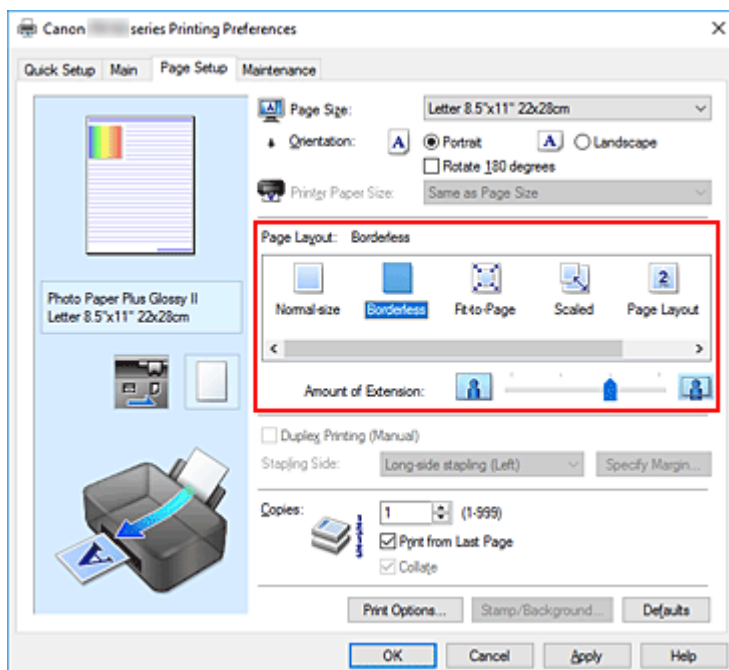 Canon series Printing Preferences
Quick Setup Main Page Setup Maintenance
Page Size: Letter 8.5"x11" 22x28cm
Orientation: A Portrait A Landscape
Rotate 180 degrees
Printer Paper Size: Same as Page Size
Page Layout: Borderless
Normal-size Borderless Fit-to-Page Scaled Page Layout
Photo Paper Plus Glossy II
Letter 8.5"x11" 22x28cm
Amount of Extension:
Duplex Printing (Manual)
Stapling Side: Long-side stapling (Left) Specify Margin...
Copies: 1 (1-999)
Print from Last Page
Collate
Print Options... Stamp/Background... Defaults
OK Cancel Apply Help